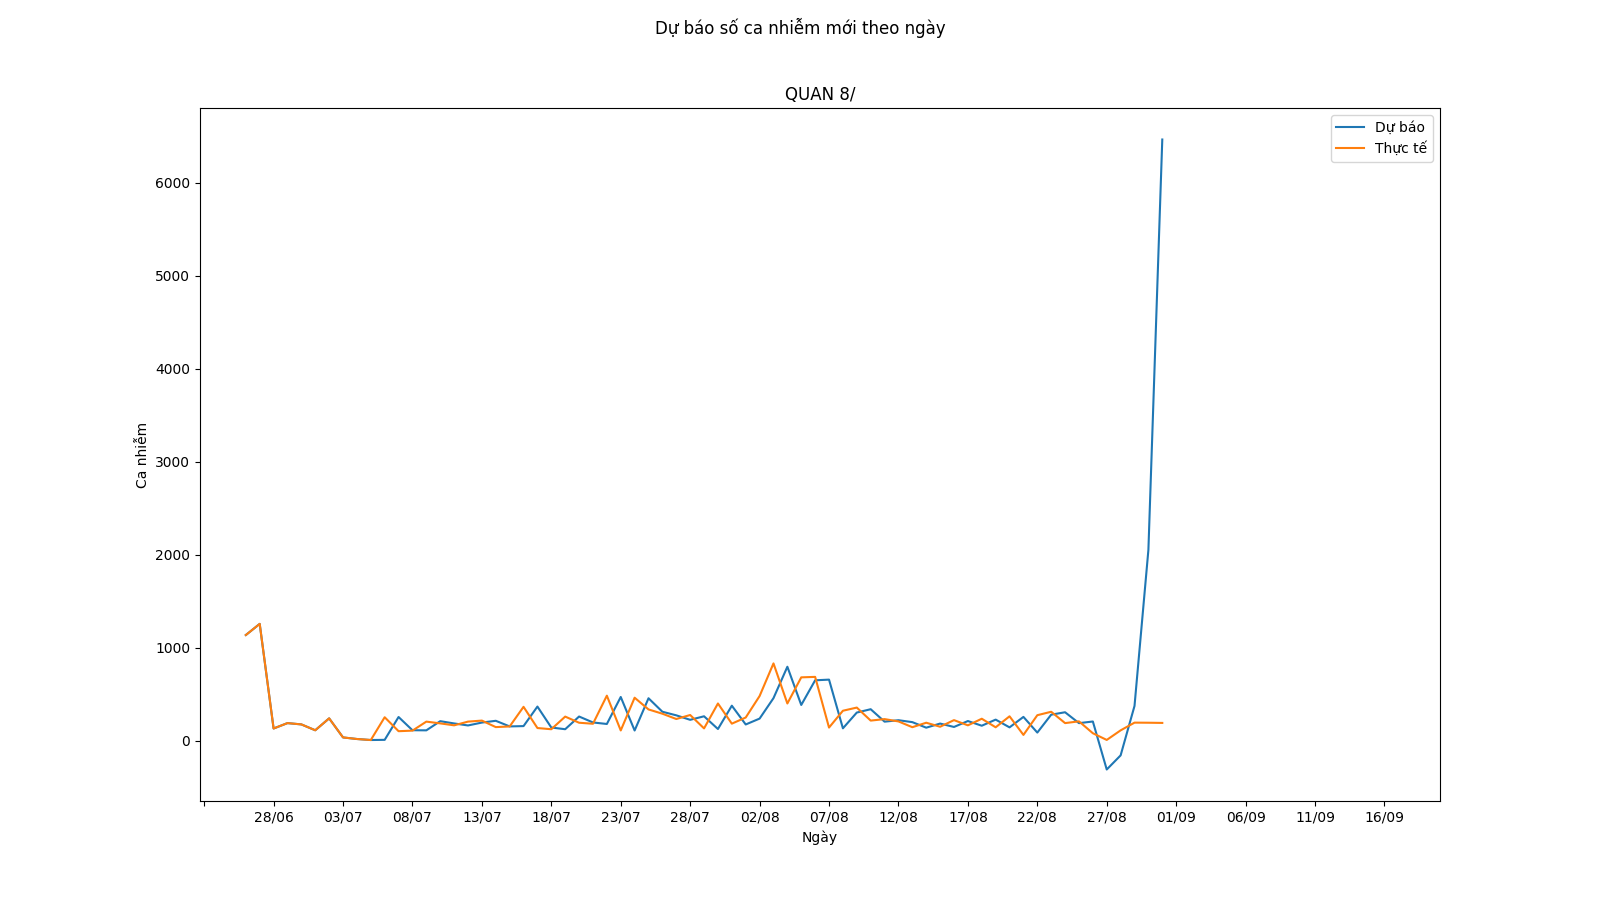 Dự báo số ca nhiễm mới theo ngày
QUAN 8/
Dự báo
Thực tế
6000
5000
4000
3000
2000
1000
0
Ca nhiễm
28/06 03/07 08/07 13/07 18/07 23/07 28/07 02/08 07/08 12/08 17/08 22/08 27/08 01/09 06/09 11/09 16/09
Ngày